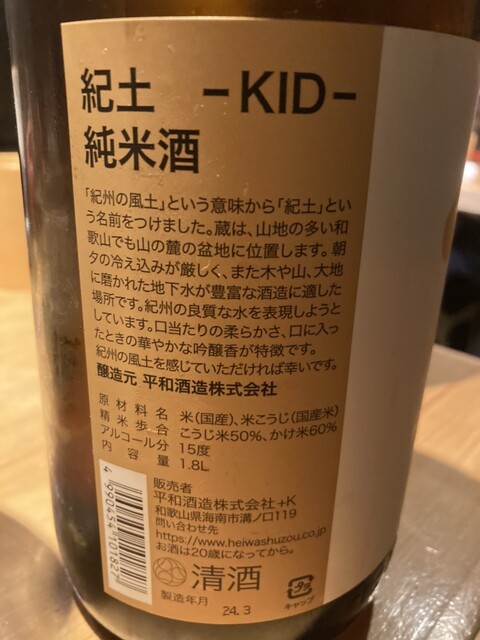 紀土 －KID－
純米酒
「紀州の風土」という意味から「紀土」とい
う名前をつけました。蔵は、山地の多い和
歌山でも山の麓の盆地に位置します。朝
夕の冷え込みが厳しく、また木や山、大地
に磨かれた地下水が豊富な酒造に適した
場所です。紀州の良質な水を表現しようと
しています。口当たりの柔らかさ、口に入っ
たときの華やかな吟醸香が特徴です。
紀州の風土を感じていただければ幸いです。
醸造元 平和酒造株式会社
原材料名 米(国産)、米こうじ(国産米)
精米歩合 こうじ米50%、かけ米60%
アルコール分 15度
内容量 1.8L
販売者
平和酒造株式会社+K
和歌山県海南市溝ノ口119
問い合わせ先
https://www.heiwashuzou.co.jp
お酒は20歳になってから。
4 990454 101827
清酒
製造年月 24.3
キャップ